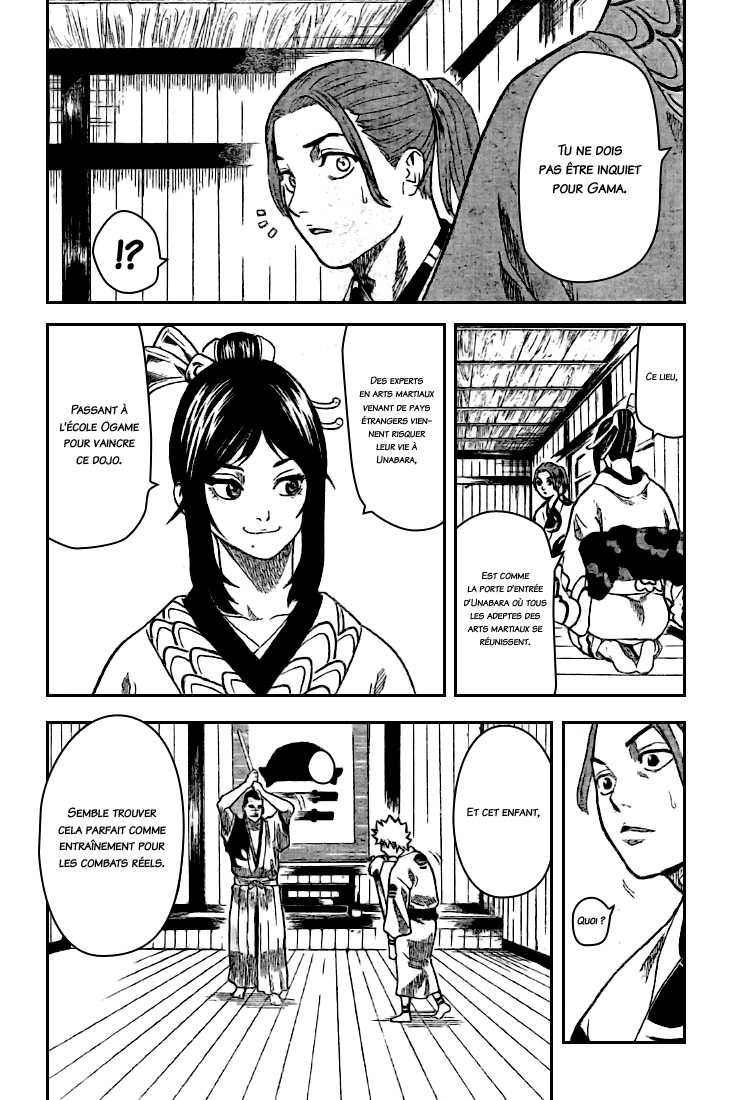 TU NE DOIS
PAS ÊTRE INQUIET
POUR GAMA.
!?
CE LIEU,
EST COMME
LA PORTE D'ENTRÉE
D'UNABARA OÙ TOUS
LES ADEPTES DES
ARTS MARTIAUX SE
RÉUNISSENT.
DES EXPERTS
EN ARTS MARTIAUX
VENANT DE PAYS
ÉTRANGERS VIEN-
NENT RISQUER
LEUR VIE À
UNABARA,
PASSANT À
L'ÉCOLE OGAME
POUR VAINCRE
CE DOJO.
QUOI ?
ET CET ENFANT,
SEMBLE TROUVER
CELA PARFAIT COMME
ENTRAÎNEMENT POUR
LES COMBATS RÉELS.